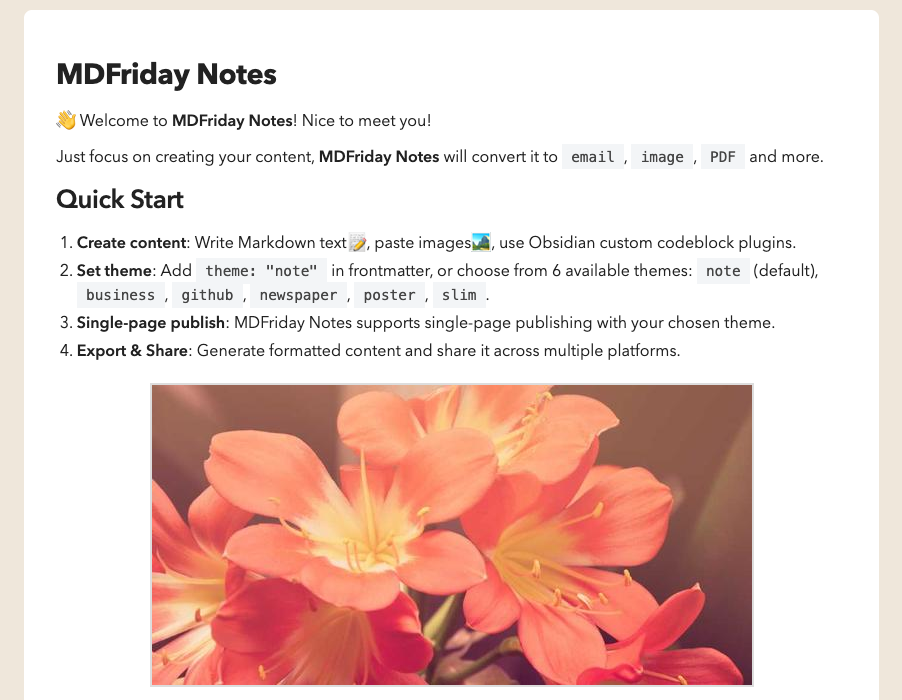 MDFriday Notes
👋 Welcome to MDFriday Notes! Nice to meet you!
Just focus on creating your content, MDFriday Notes will convert it to email , image , PDF and more.
Quick Start
1. Create content: Write Markdown text📝, paste images🏞️, use Obsidian custom codeblock plugins.
2. Set theme: Add theme: "note" in frontmatter, or choose from 6 available themes: note (default),
business , github , newspaper , poster , slim .
3. Single-page publish: MDFriday Notes supports single-page publishing with your chosen theme.
4. Export & Share: Generate formatted content and share it across multiple platforms.